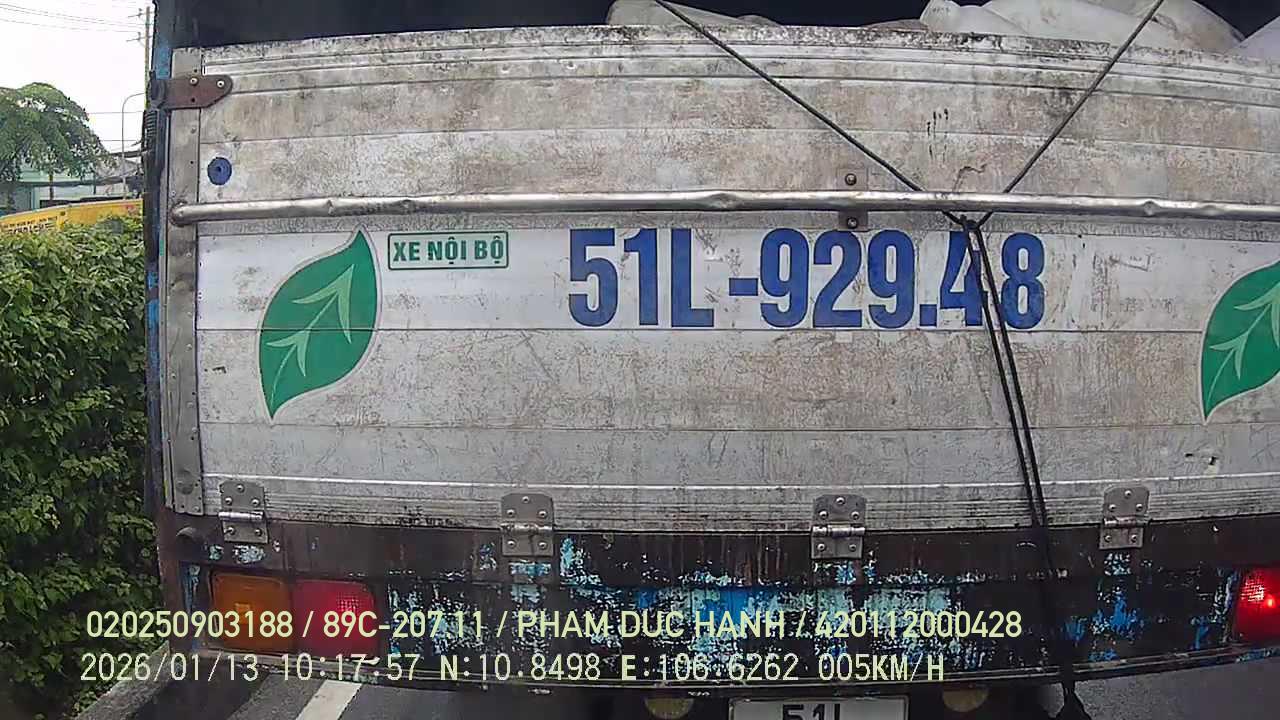 XE NỘI BỘ
51L-929.48
020250903188 / 89C-207 11 / PHAM DUC HANH / 420112000428
2026/01/13 10:17:57 N:10.8498 E:106.6262 005KM/H
51L